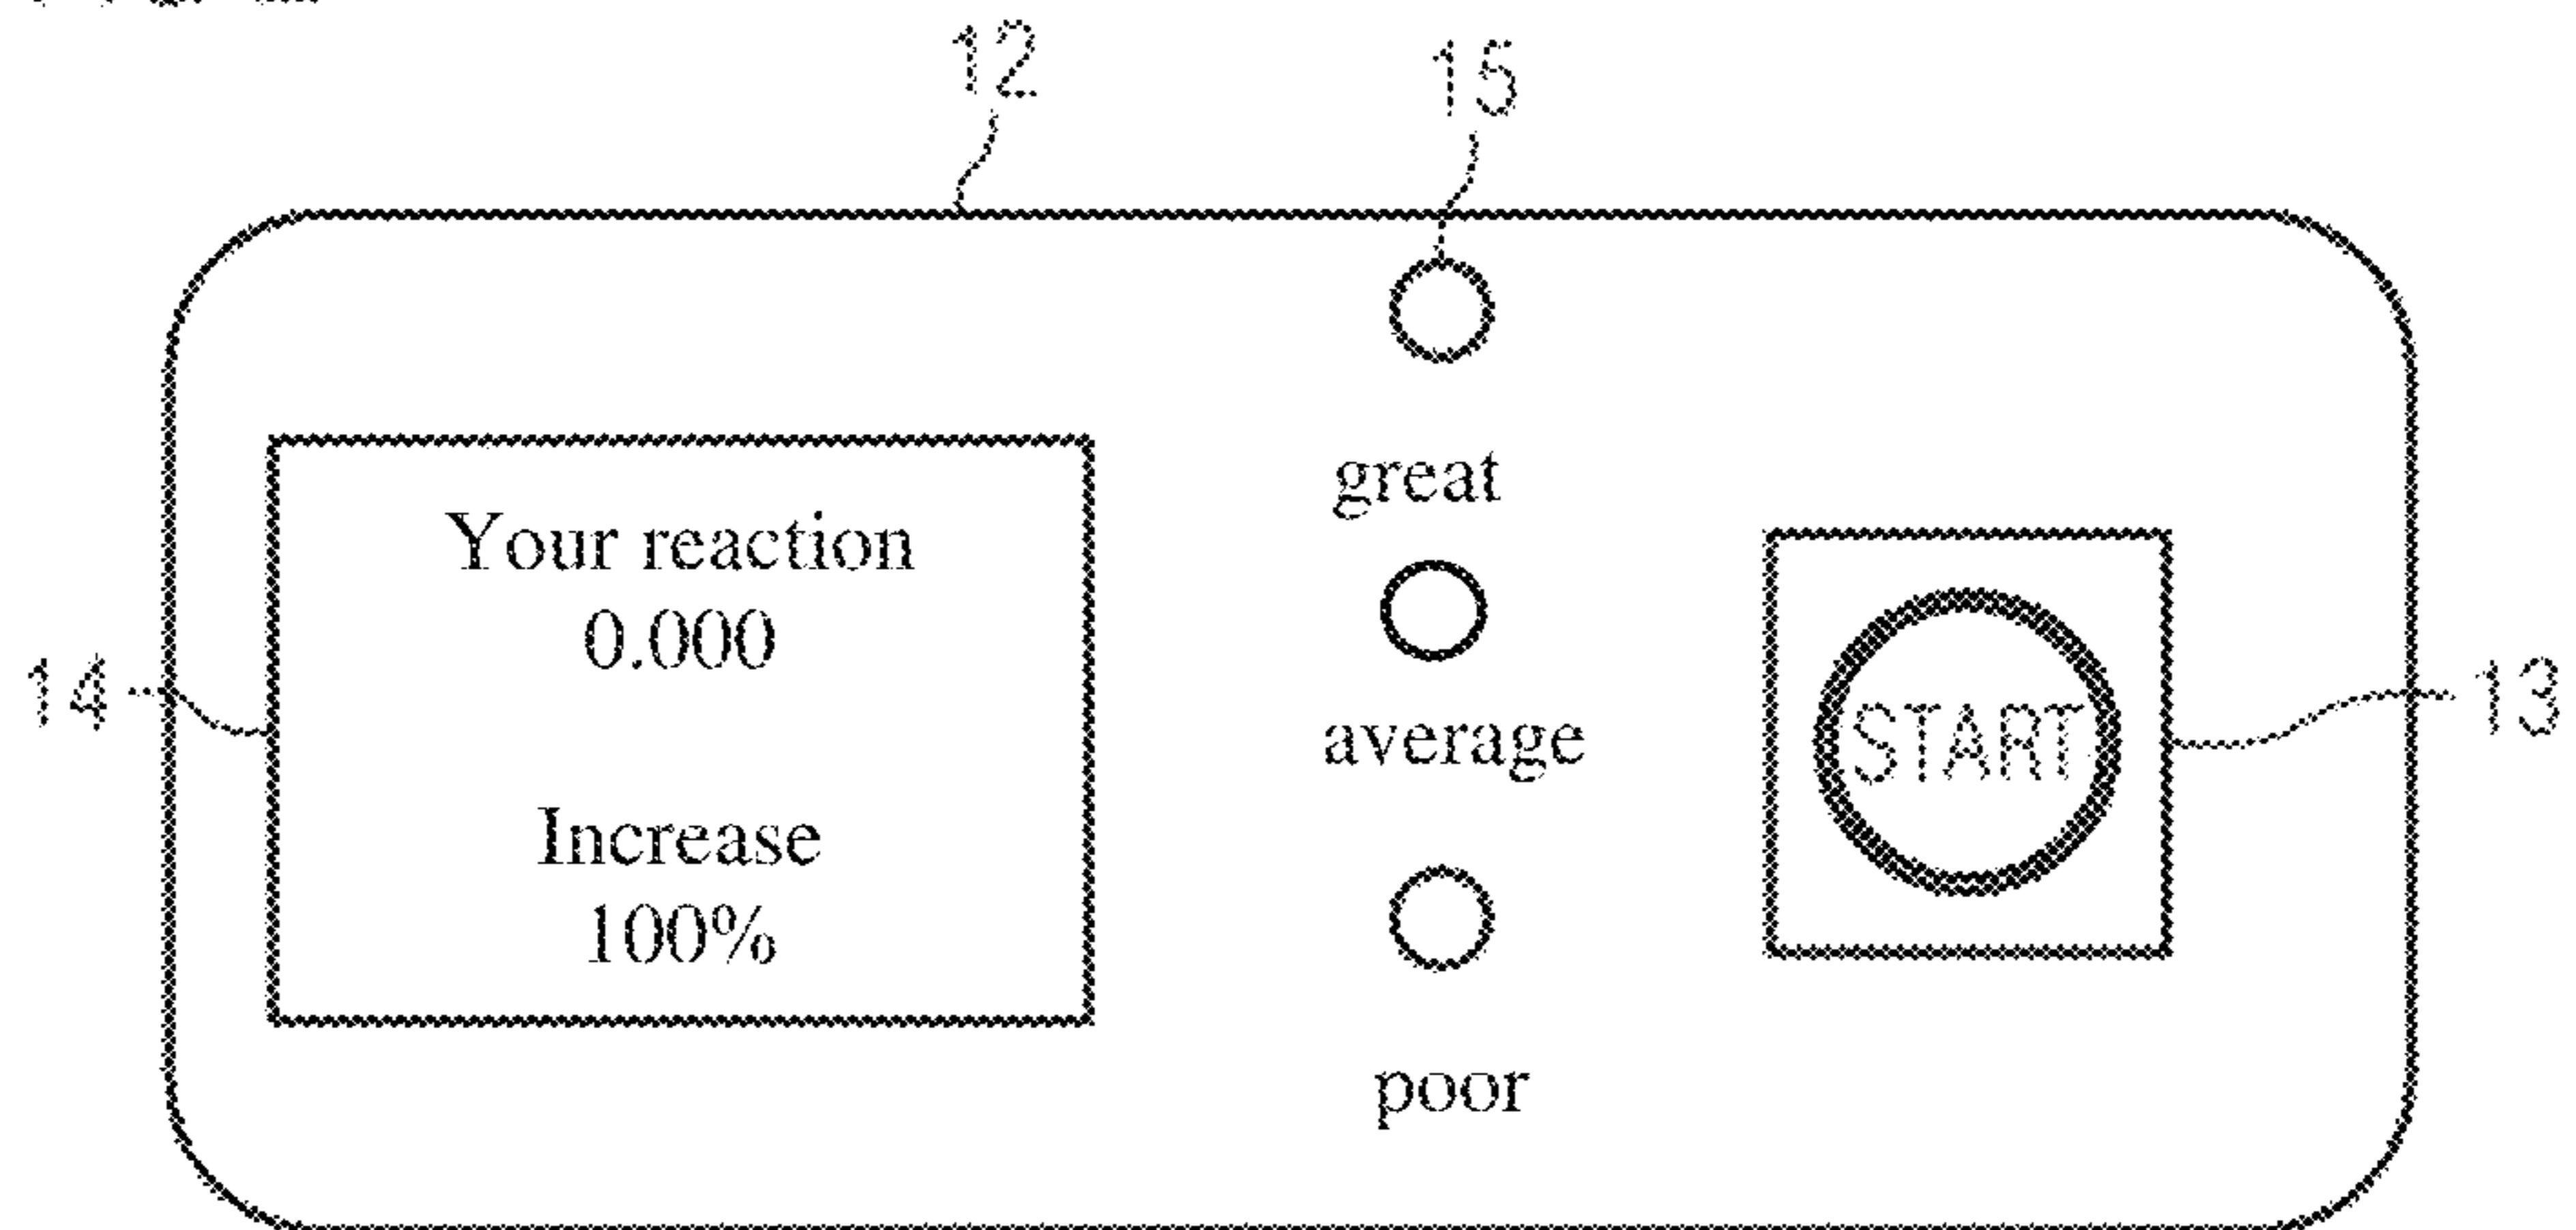 12
15
great
Your reaction
0.000
average
START
14
13
Increase
100%
poor